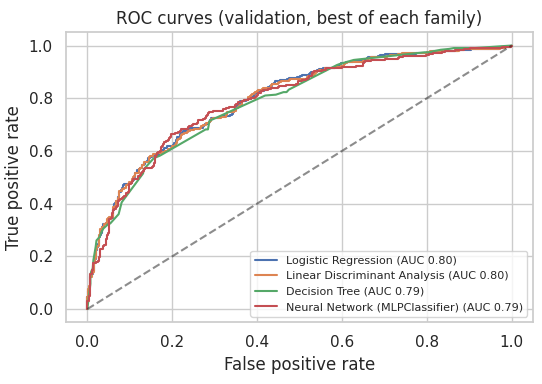 ROC curves (validation, best of each family)
True positive rate
1.0
0.8
0.6
0.4
0.2
0.0
Logistic Regression (AUC 0.80)
Linear Discriminant Analysis (AUC 0.80)
Decision Tree (AUC 0.79)
Neural Network (MLPClassifier) (AUC 0.79)
0.0 0.2 0.4 0.6 0.8 1.0
False positive rate